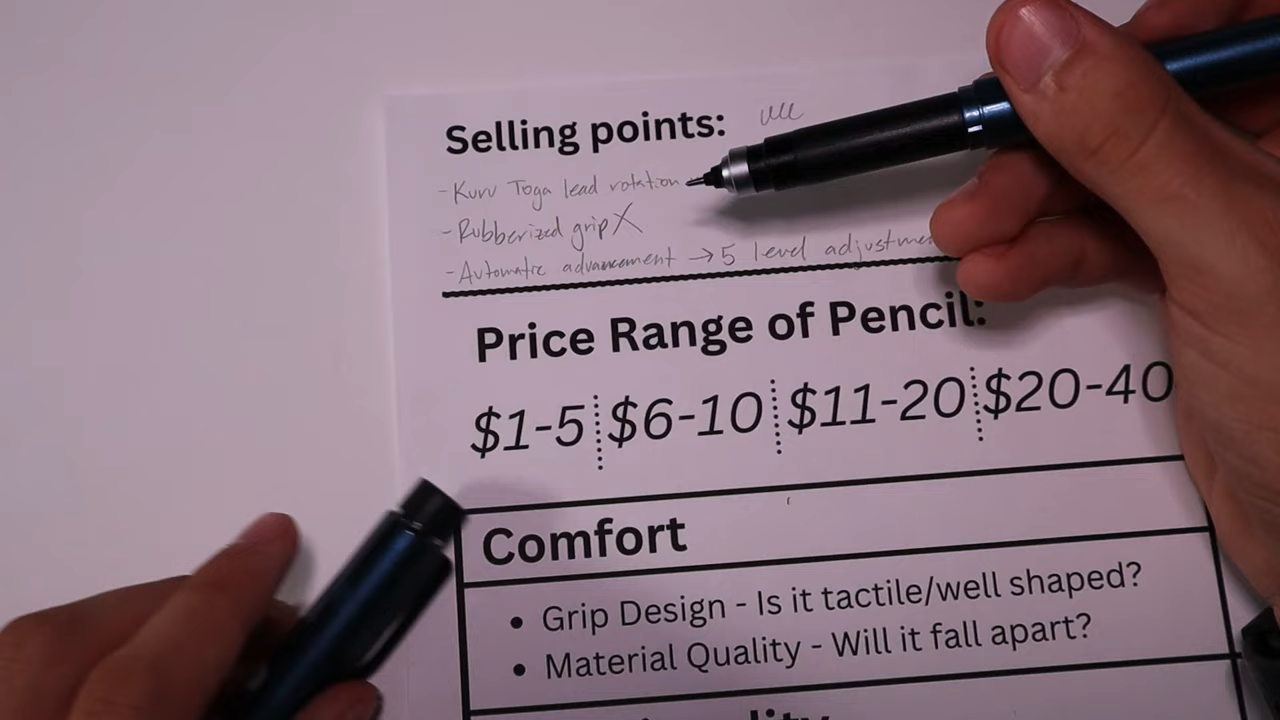 Selling points:
- Kuru Toga lead rotation
- Rubberized grip X
- Automatic advancement → 5 level
Price Range of Pencil:
$1-5 $6-10 $11-20 $20-40
Comfort
• Grip Design - Is it tactile/well shaped?
• Material Quality - Will it fall apart?